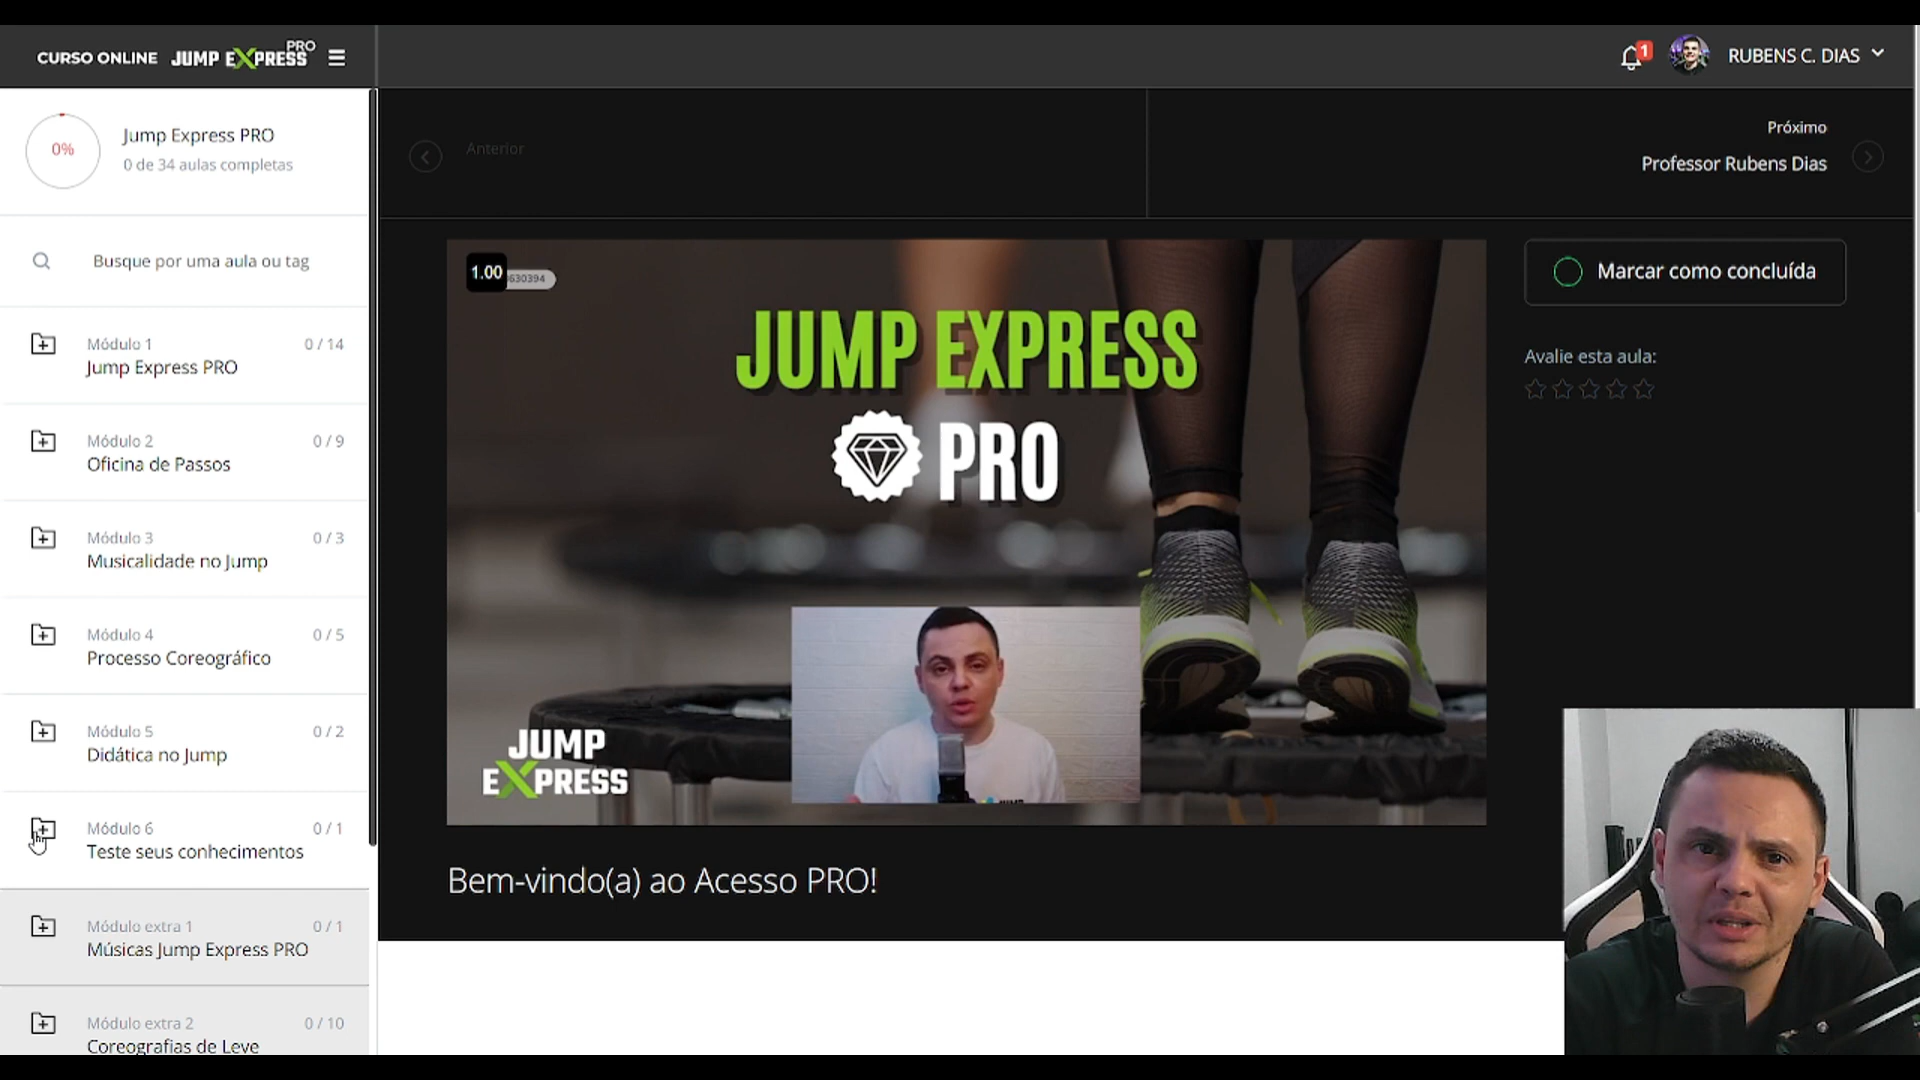 CURSO ONLINE JUMP EXPRESS PRO
1
RUBENS C. DIAS
0%
Jump Express PRO
0 de 34 aulas completas
Busque por uma aula ou tag
Módulo 1
0 / 14
Jump Express PRO
Módulo 2
0 / 9
Oficina de Passos
Módulo 3
0 / 3
Musicalidade no Jump
Módulo 4
0 / 5
Processo Coreográfico
Módulo 5
0 / 2
Didática no Jump
Módulo 6
0 / 1
Teste seus conhecimentos
Módulo extra 1
0 / 1
Músicas Jump Express PRO
Módulo extra 2
0 / 10
Coreografias de Leve
Anterior
Próximo
Professor Rubens Dias
1.00
630394
JUMP EXPRESS
PRO
JUMP
EXPRESS
Bem-vindo(a) ao Acesso PRO!
Marcar como concluída
Avalie esta aula: